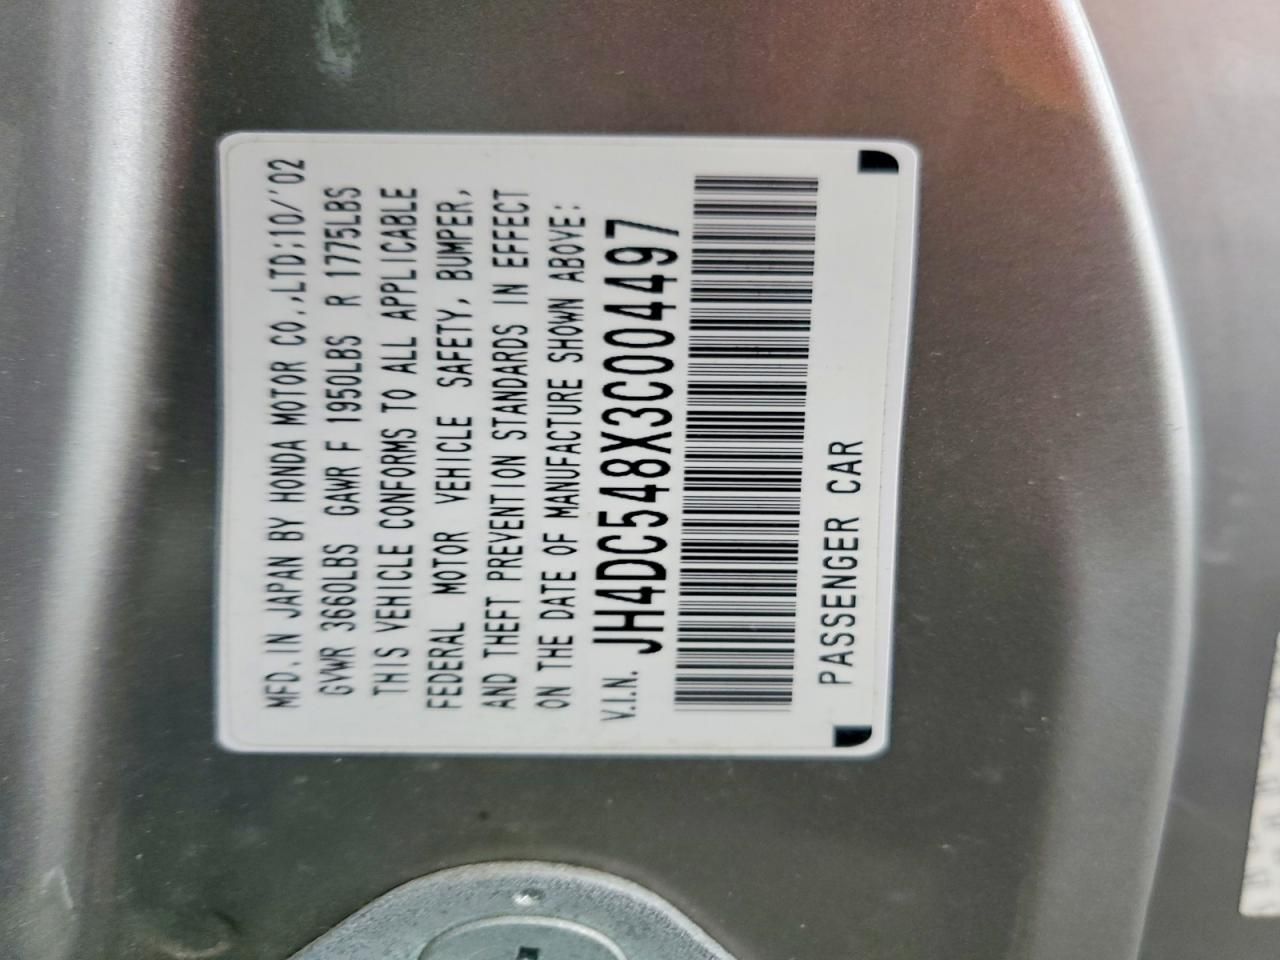 MFD.IN JAPAN BY HONDA MOTOR CO.,LTD;10/'02
GVWR 3660LBS GAWR F 1950LBS R 1775LBS
THIS VEHICLE CONFORMS TO ALL APPLICABLE
FEDERAL MOTOR VEHICLE SAFETY, BUMPER,
AND THEFT PREVENTION STANDARDS IN EFFECT
ON THE DATE OF MANUFACTURE SHOWN ABOVE:
V.I.N. JH4DC548X3C004497
PASSENGER CAR